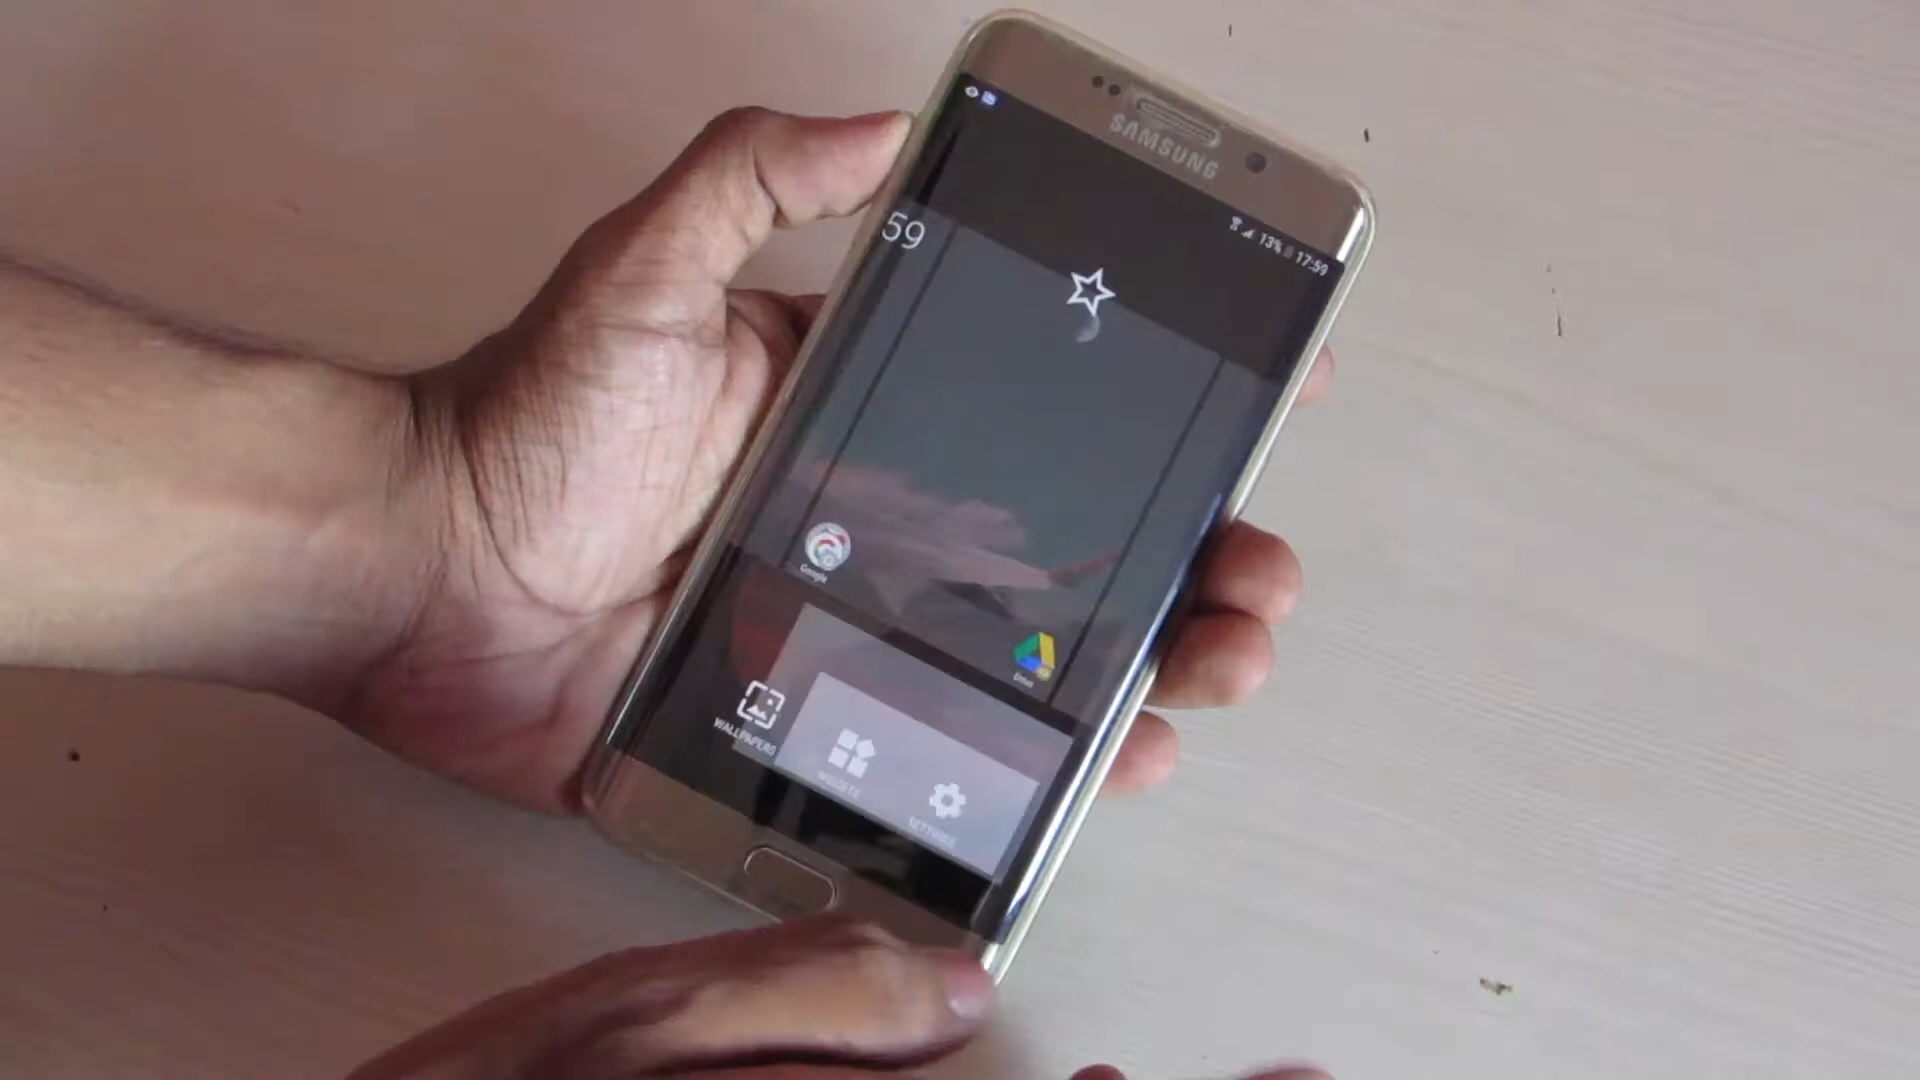 SAMSUNG
13% 17:59
59
Google
Drive
WALLPAPERS
WIDGETS
SETTINGS